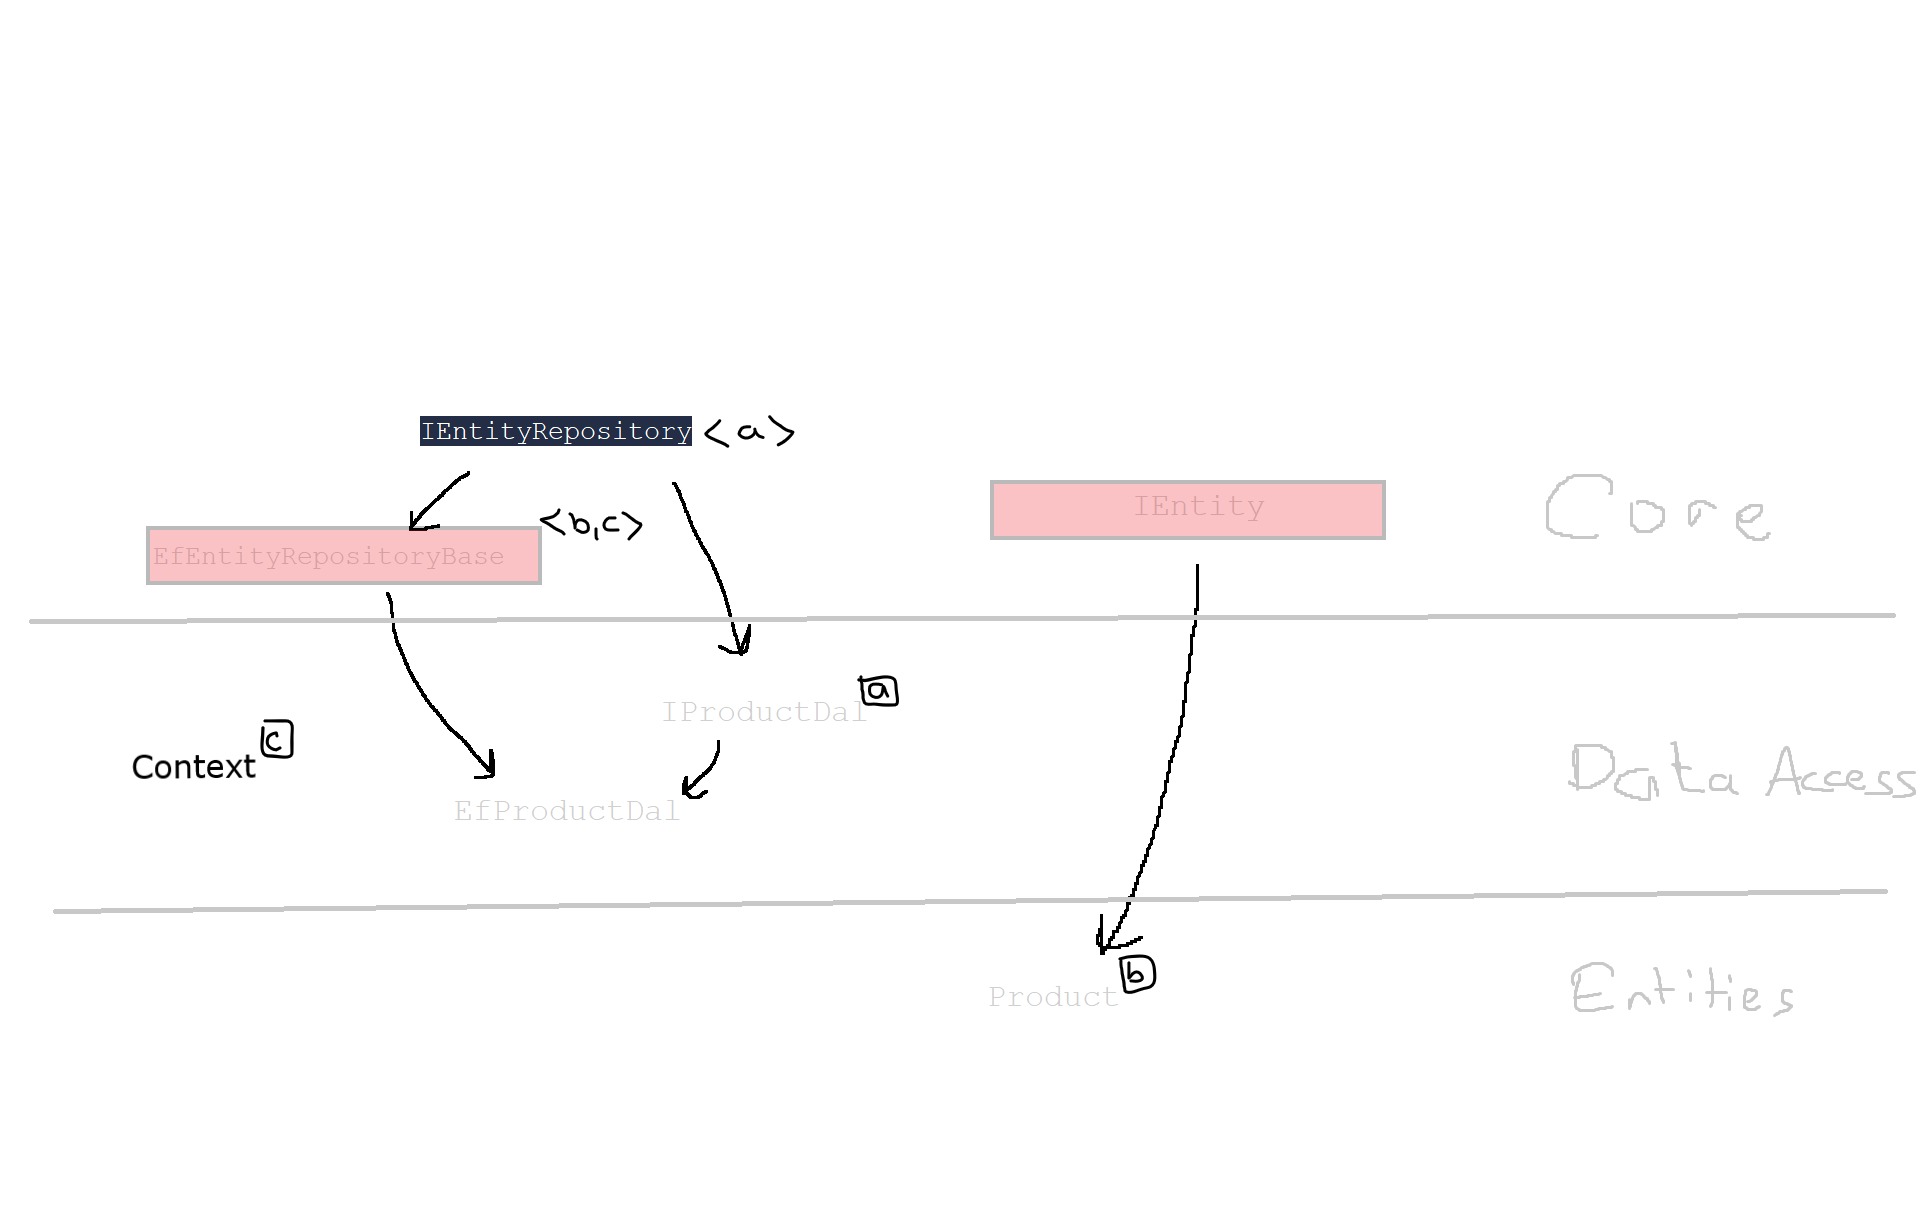 IEntityRepository <a>
<b,c>
IEntity
Core
EfEntityRepositoryBase
a
IProductDal
c
Context
Data Access
EfProductDal
b
Product
Entities